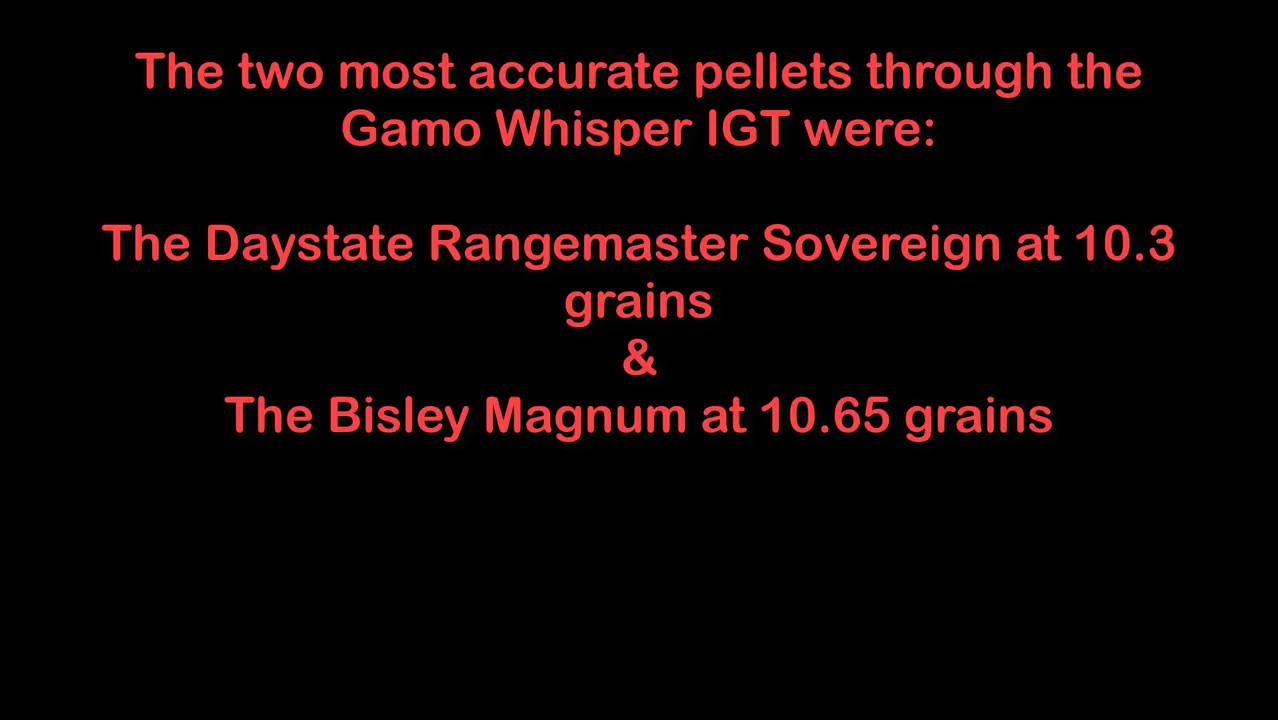 The two most accurate pellets through the
Gamo Whisper IGT were:
The Daystate Rangemaster Sovereign at 10.3
grains
&
The Bisley Magnum at 10.65 grains